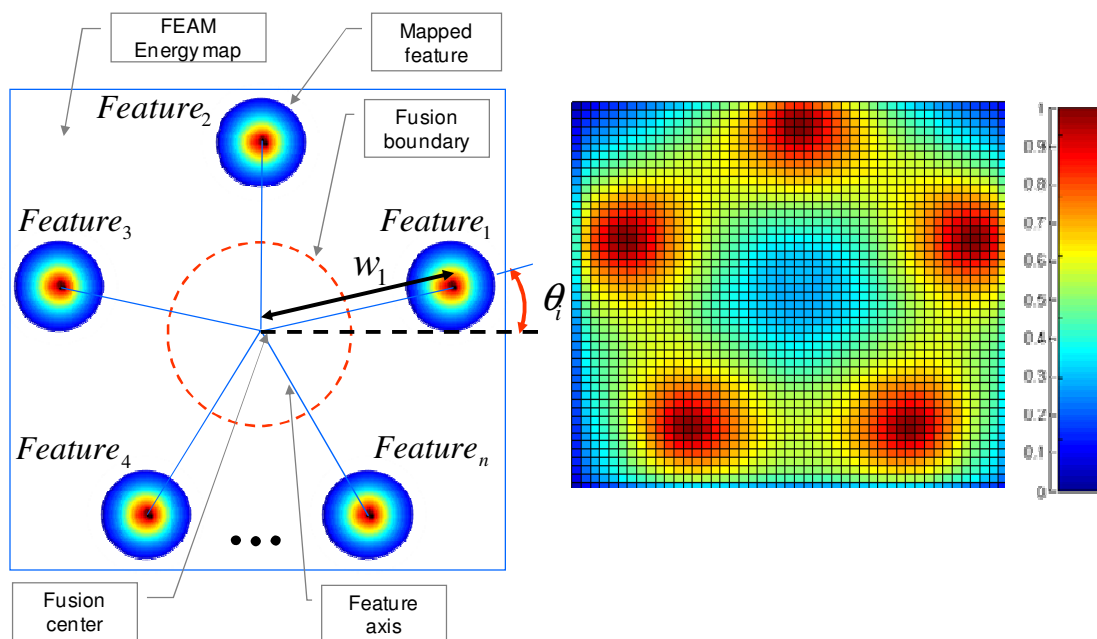 FEAM
Energy map
Mapped
feature
Fusion
boundary
Feature₂
Feature₃
Feature₁
w₁
θᵢ
Feature₄
Featureₙ
•••
Fusion
center
Feature
axis
1
0.9
0.8
0.7
0.6
0.5
0.4
0.3
0.2
0.1
0